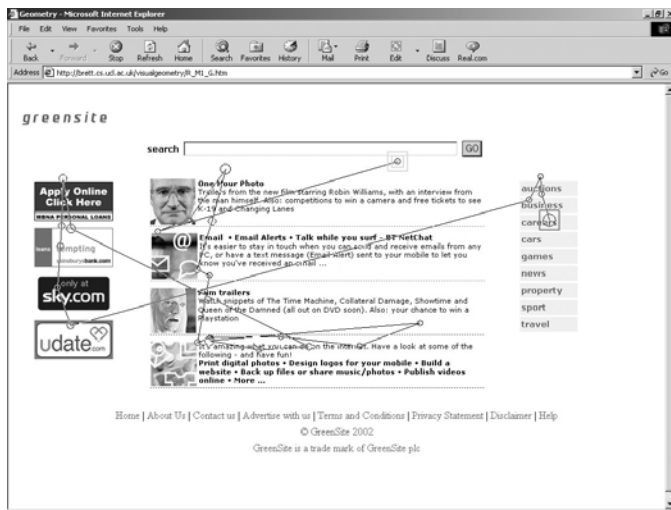 Geometry - Microsoft Internet Explorer
File Edit View Favorites Tools Help
Back Forward Stop Refresh Home Search Favorites History Mail Print Edit Discuss Real.com
Address http://brett.cs.ucl.ac.uk/visualgeometry/R_M1_G.htm Go
greensite
search GO
Apply Online
Click Here
MBNA PERSONAL LOANS
loans tempting
sainsburysbank.com
only at
sky.com
udate.com
One Hour Photo
Trailers from the new film starring Robin Williams, with an interview from
the man himself. Also: competitions to win a camera and free tickets to see
K-19 and Changing Lanes
Email • Email Alerts • Talk while you surf - BT NetChat
It's easier to stay in touch when you can send and receive emails from any
PC, or have a text message (Email Alert) sent to your mobile to let you
know you've received an email ...
Film trailers
Watch snippets of The Time Machine, Collateral Damage, Showtime and
Queen of the Damned (all out on DVD soon). Also: your chance to win a
Playstation
It's amazing what you can do on the internet. Have a look at some of the
following - and have fun!
Print digital photos • Design logos for your mobile • Build a
website • Back up files or share music/photos • Publish videos
online • More ...
auctions
business
careers
cars
games
news
property
sport
travel
Home | About Us | Contact us | Advertise with us | Terms and Conditions | Privacy Statement | Disclaimer | Help
© GreenSite 2002
GreenSite is a trade mark of GreenSite plc